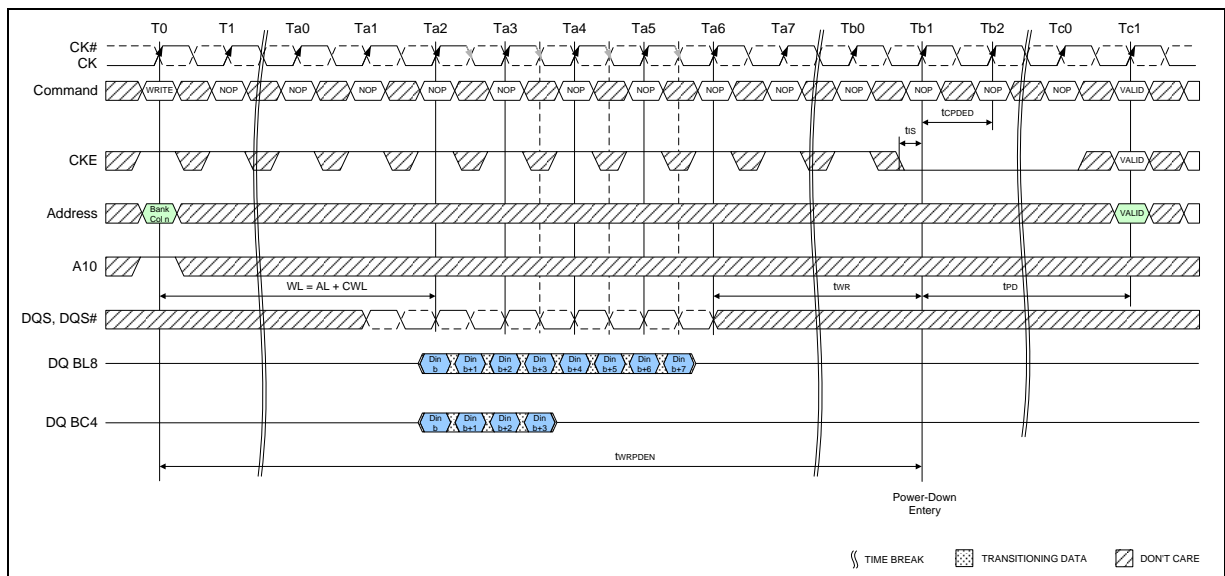 T0 T1 Ta0 Ta1 Ta2 Ta3 Ta4 Ta5 Ta6 Ta7 Tb0 Tb1 Tb2 Tc0 Tc1
CK#
CK
Command WRITE NOP NOP NOP NOP NOP NOP NOP NOP NOP NOP NOP NOP NOP VALID
tCPDED
tIS
CKE VALID
Address Bank Col n VALID
A10
WL = AL + CWL tWR tPD
DQS, DQS#
DQ BL8 Din b Din b+1 Din b+2 Din b+3 Din b+4 Din b+5 Din b+6 Din b+7
DQ BC4 Din b Din b+1 Din b+2 Din b+3
tWRPDEN
Power-Down
Entery
TIME BREAK TRANSITIONING DATA DON'T CARE